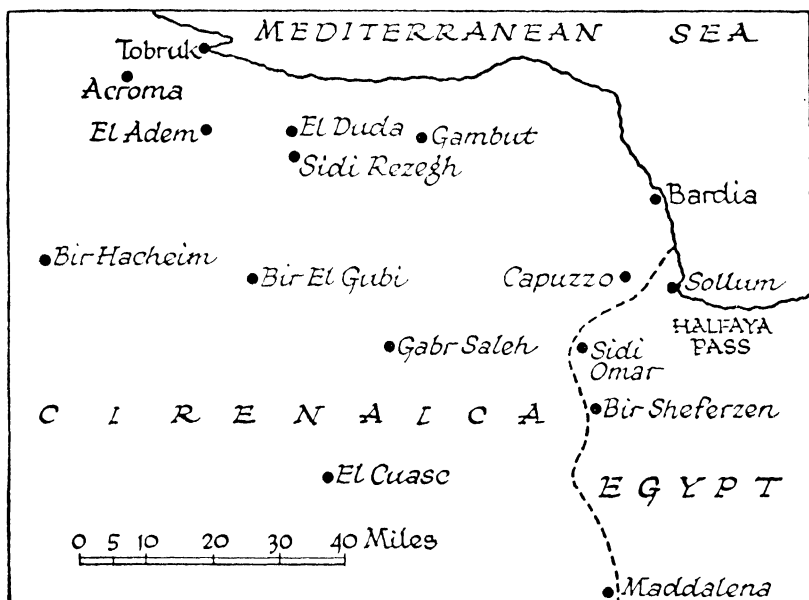 MEDITERRANEAN SEA
Tobruk
Acroma
El Adem
El Duda
Gambut
Sidi Rezegh
Bardia
Bir Hacheim
Bir El Gubi
Capuzzo
Sollum
HALFAYA
PASS
Gabr Saleh
Sidi
Omar
CIRENAICA
Bir Sheferzen
El Cuasc
EGYPT
0 5 10 20 30 40 Miles
Maddalena